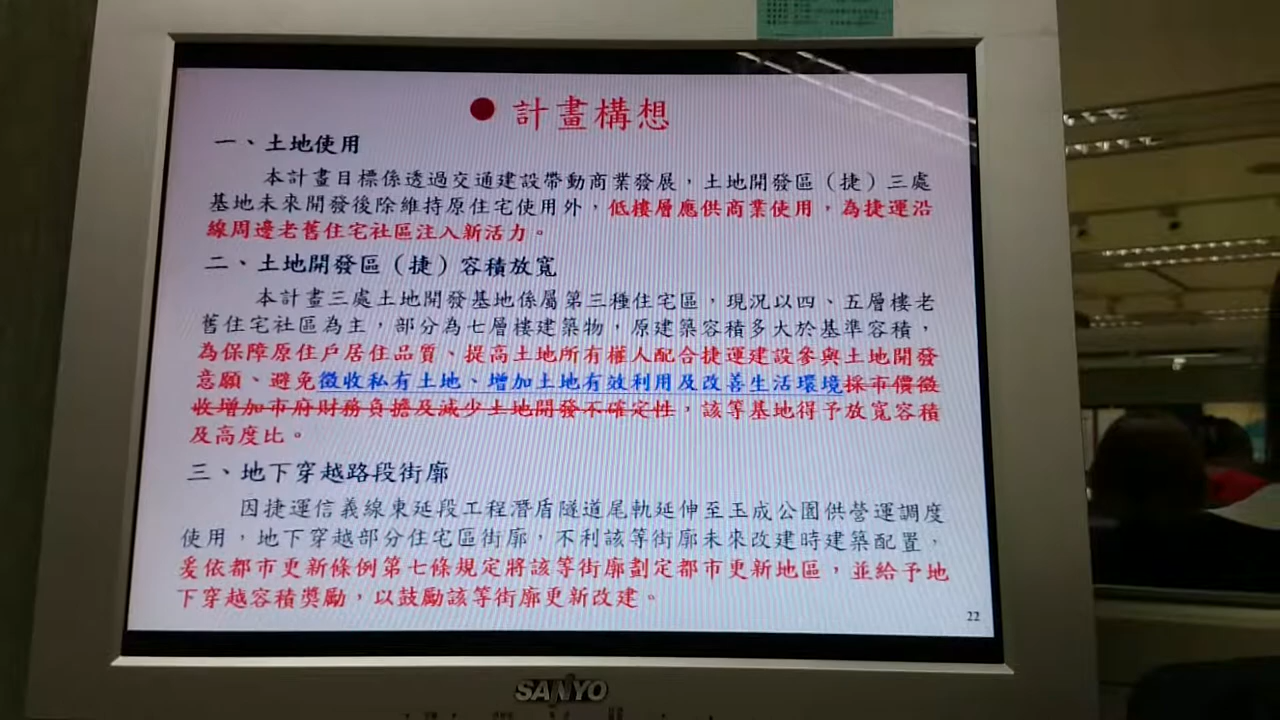 ● 計畫構想
一、土地使用
本計畫目標係透過交通建設帶動商業發展，土地開發區（捷）三處
基地未來開發後除維持原住宅使用外，低樓層應供商業使用，為捷運沿
線周邊老舊住宅社區注入新活力。
二、土地開發區（捷）容積放寬
本計畫三處土地開發基地係屬第三種住宅區，現況以四、五層樓老
舊住宅社區為主，部分為七層樓建築物，原建築容積多大於基準容積，
為保障原住戶居住品質、提高土地所有權人配合捷運建設參與土地開發
意願、避免徵收私有土地、增加土地有效利用及改善生活環境採市價徵
收增加市府財務負擔及減少土地開發不確定性，該等基地得予放寬容積
及高度比。
三、地下穿越路段街廓
因捷運信義線東延段工程潛盾隧道尾軌延伸至玉成公園供營運調度
使用，地下穿越部分住宅區街廓，不利該等街廓未來改建時建築配置，
爰依都市更新條例第七條規定將該等街廓劃定都市更新地區，並給予地
下穿越容積獎勵，以鼓勵該等街廓更新改建。
22
SANYO